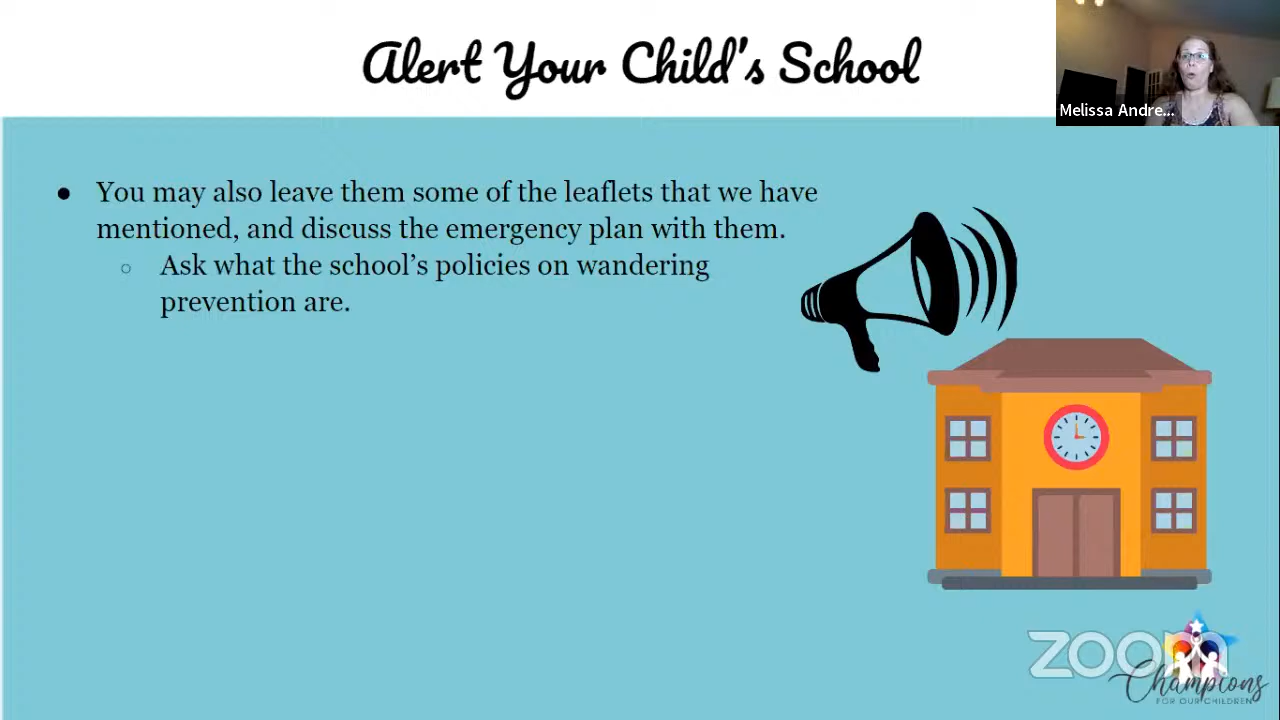 Alert Your Child's School
Melissa Andre...
● You may also leave them some of the leaflets that we have
mentioned, and discuss the emergency plan with them.
○ Ask what the school's policies on wandering
prevention are.
zoom
Champions
FOR OUR CHILDREN